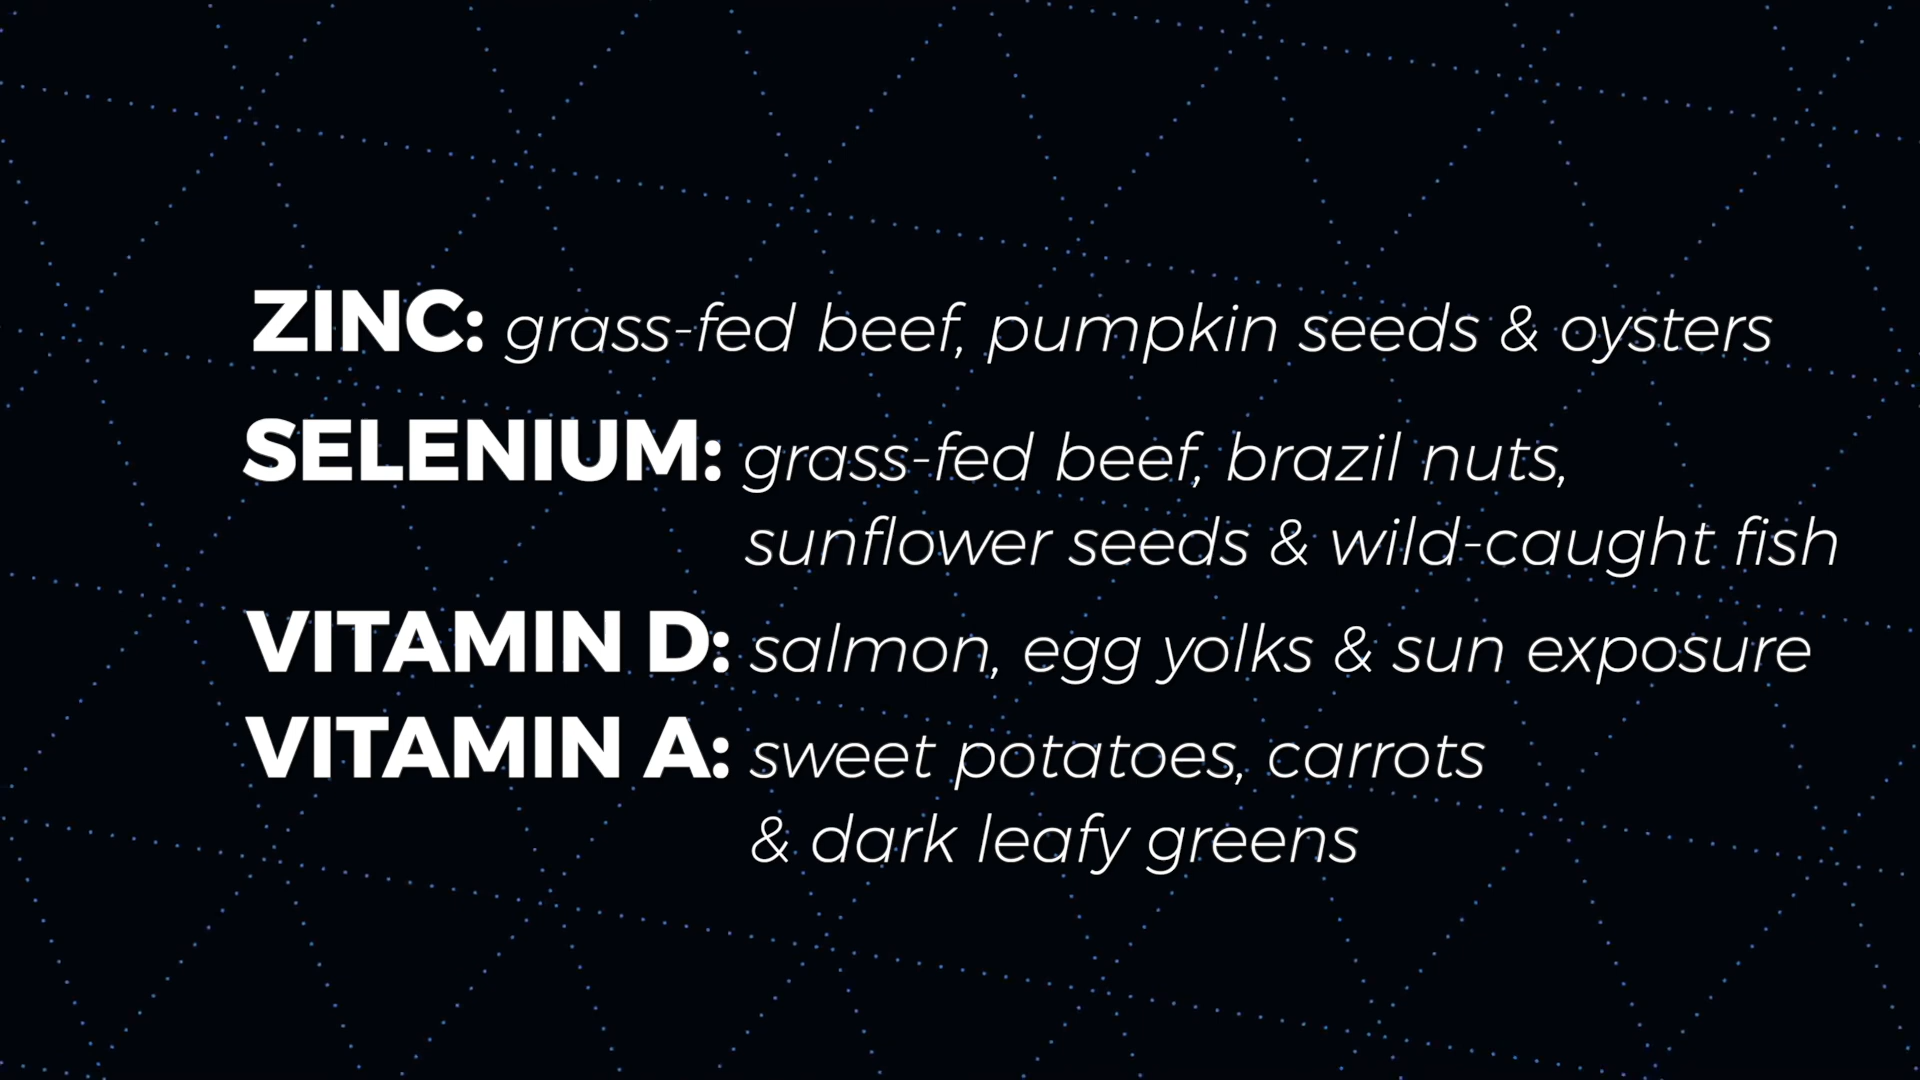 ZINC: grass-fed beef, pumpkin seeds & oysters
SELENIUM: grass-fed beef, brazil nuts,
sunflower seeds & wild-caught fish
VITAMIN D: salmon, egg yolks & sun exposure
VITAMIN A: sweet potatoes, carrots
& dark leafy greens